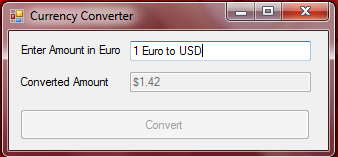 Currency Converter
Enter Amount in Euro 1 Euro to USD
Converted Amount $1.42
Convert